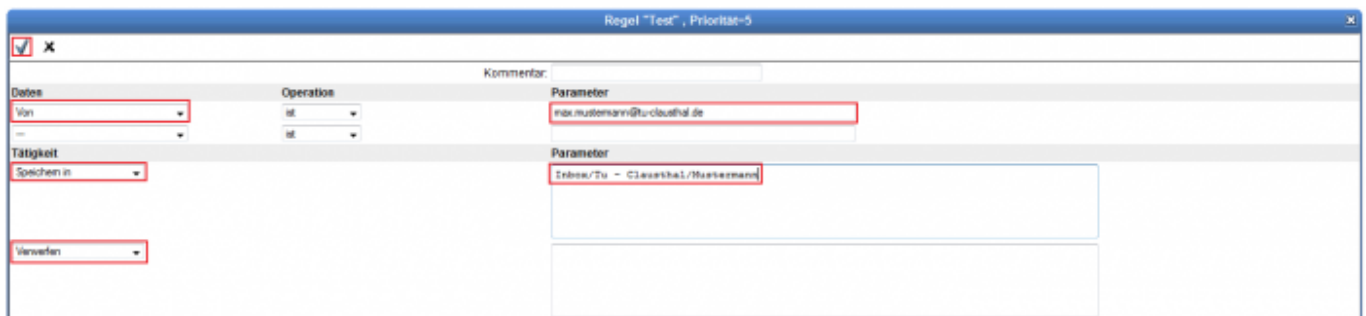 Regel "Test" , Priorität=5
Kommentar:
Daten Operation Parameter
Von ist max.mustermann@tu-clausthal.de
--- ist
Tätigkeit Parameter
Speichern in Inbox/Tu - Clausthal/Mustermann
Verwerfen